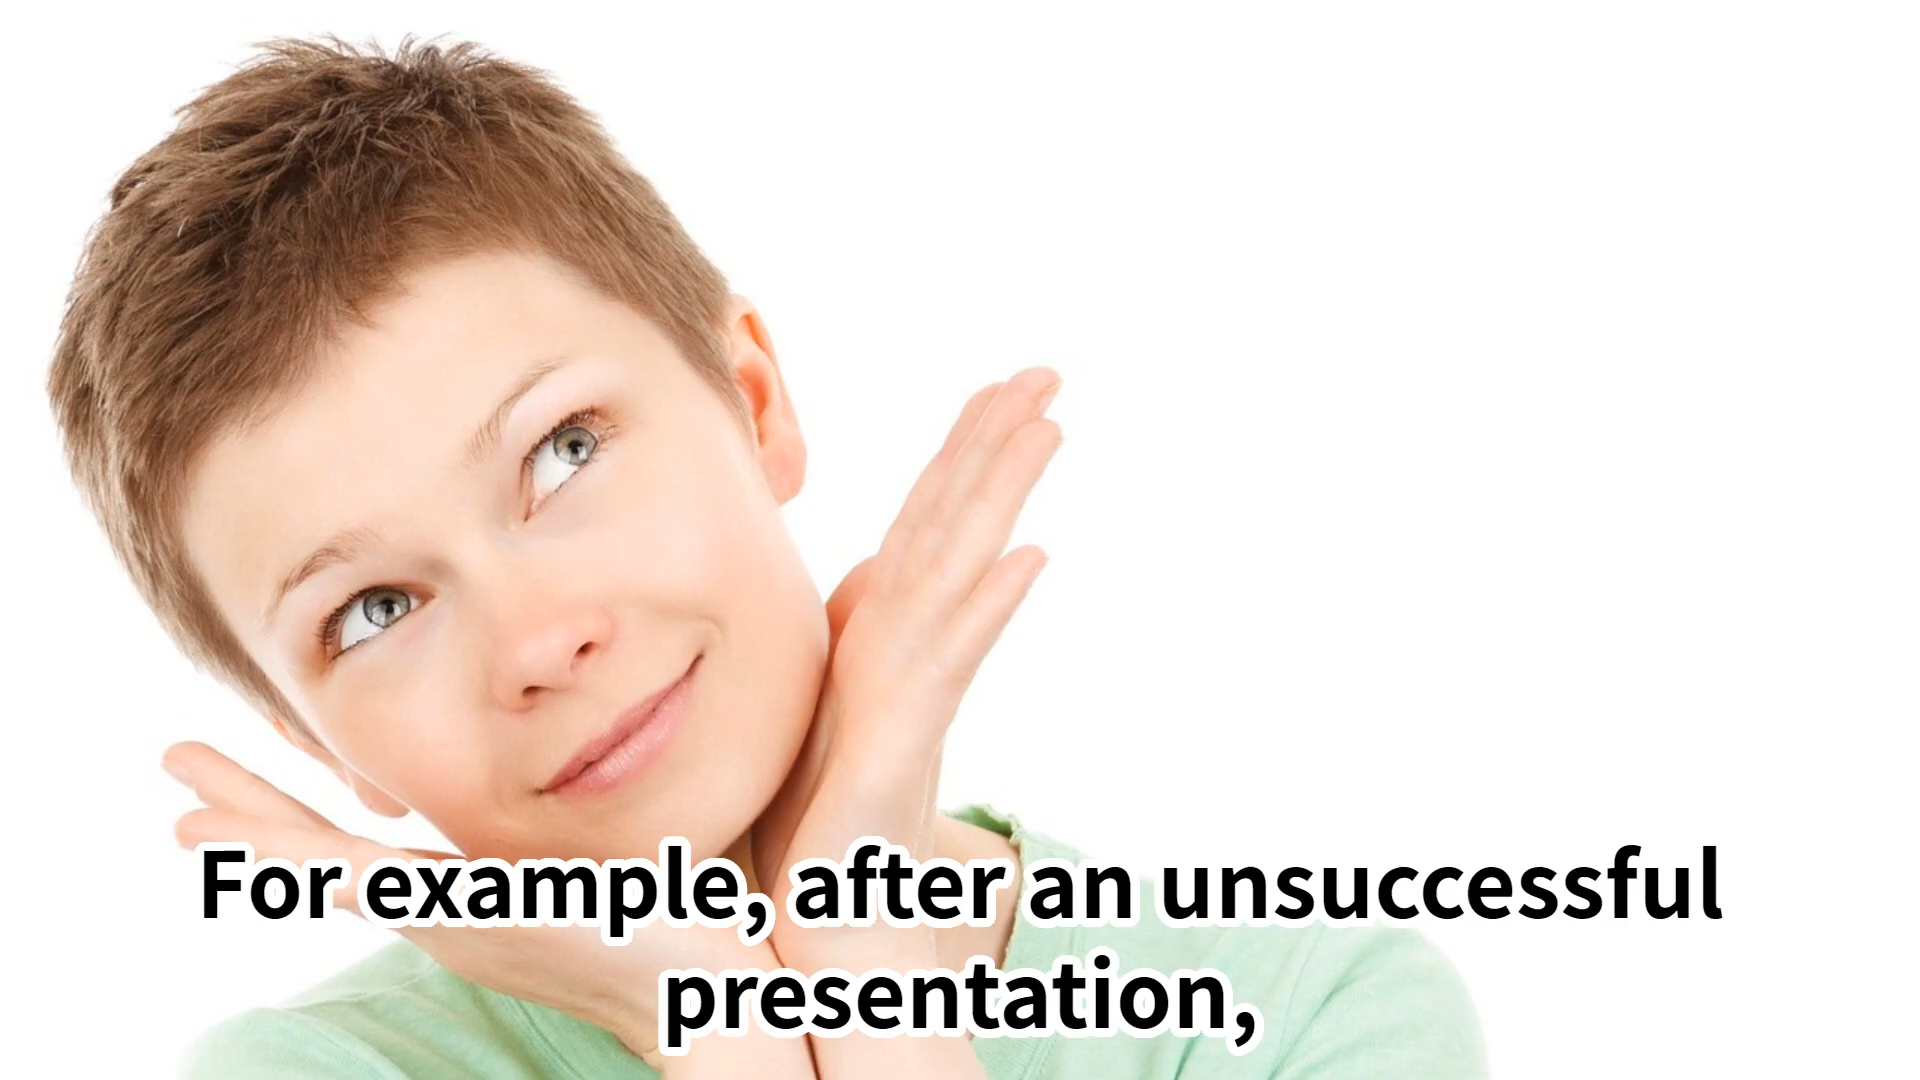 For example, after an unsuccessful
presentation,